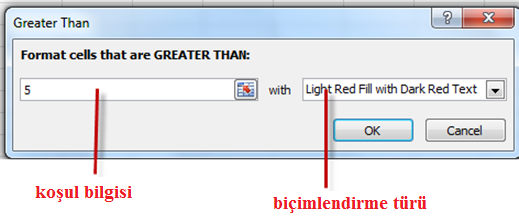 Greater Than
Format cells that are GREATER THAN:
5 with Light Red Fill with Dark Red Text
OK Cancel
koşul bilgisi
biçimlendirme türü